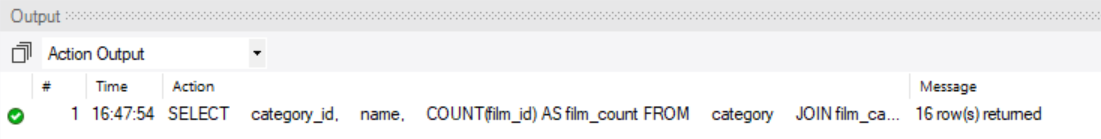 Output
Action Output
# Time Action Message
1 16:47:54 SELECT category_id, name, COUNT(film_id) AS film_count FROM category JOIN film_ca... 16 row(s) returned